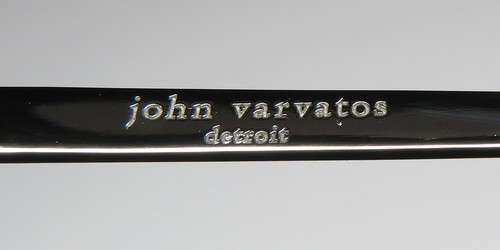 john varvatos
detroit